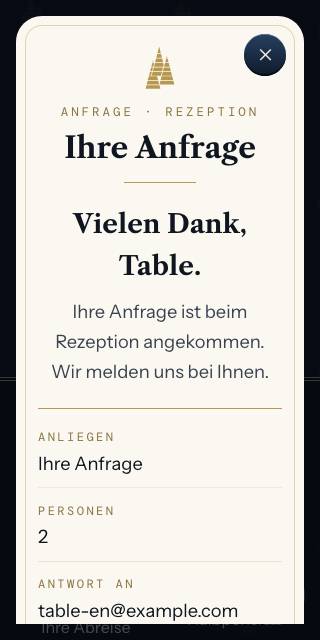 ANFRAGE · REZEPTION
Ihre Anfrage
Vielen Dank,
Table.
Ihre Anfrage ist beim
Rezeption angekommen.
Wir melden uns bei Ihnen.
ANLIEGEN
Ihre Anfrage
PERSONEN
2
ANTWORT AN
table-en@example.com
Ihre Abreise